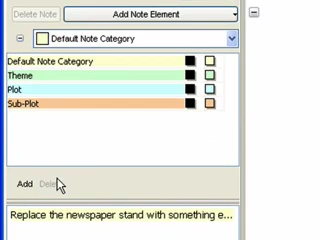 Delete Note Add Note Element
Default Note Category
Default Note Category
Theme
Plot
Sub-Plot
Add Dele
Replace the newspaper stand with something e...